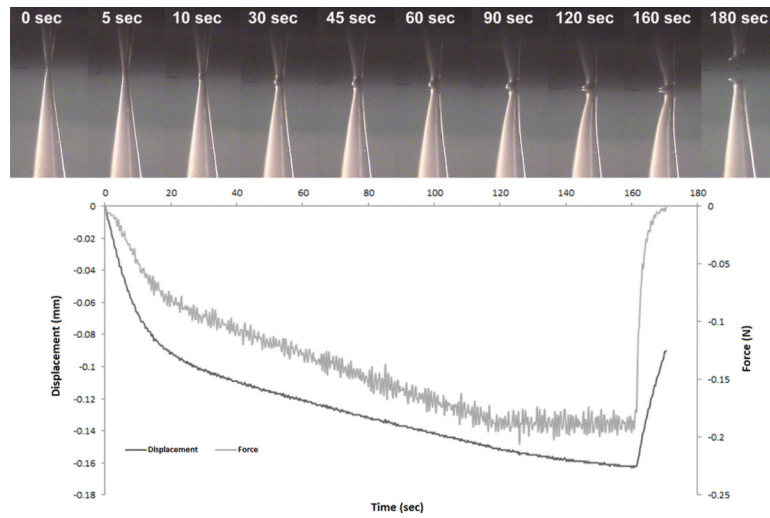 0 sec 5 sec 10 sec 30 sec 45 sec 60 sec 90 sec 120 sec 160 sec 180 sec
0 20 40 60 80 100 120 140 160 180
0 0
-0.02
-0.04
-0.05
-0.06
-0.08
-0.1
-0.1
-0.12
-0.15
-0.14
-0.2
-0.16
-0.18 -0.25
Displacement (mm)
Force (N)
Displacement Force
Time (sec)